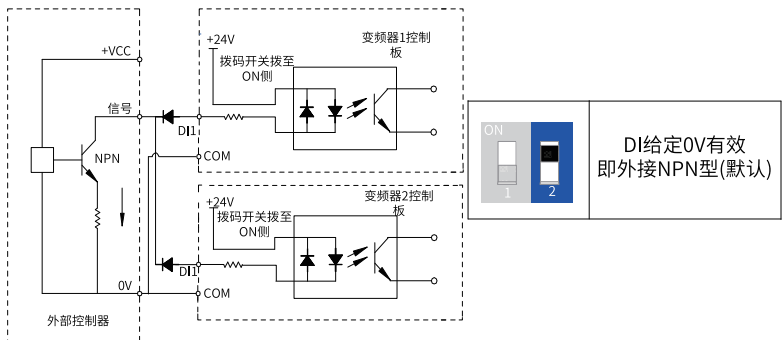 +VCC
信号
NPN
0V
外部控制器
+24V
拨码开关拨至
ON侧
变频器1控制
板
DI1
COM
+24V
拨码开关拨至
ON侧
变频器2控制
板
DI1
COM
ON
1
2
DI给定0V有效
即外接NPN型(默认)